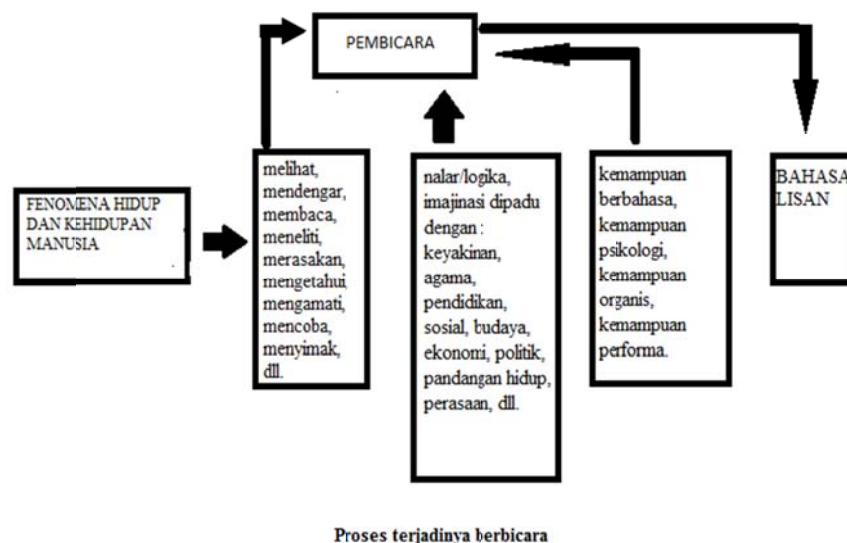 PEMBICARA
FENOMENA HIDUP
DAN KEHIDUPAN
MANUSIA
melihat,
mendengar,
membaca,
meneliti,
merasakan,
mengetahui,
mengamati,
mencoba,
menyimak,
dll.
nalar/logika,
imajinasi dipadu
dengan :
keyakinan,
agama,
pendidikan,
sosial, budaya,
ekonomi, politik,
pandangan hidup,
perasaan, dll.
kemampuan
berbahasa,
kemampuan
psikologi,
kemampuan
organis,
kemampuan
performa.
BAHASA
LISAN
Proses terjadinya berbicara